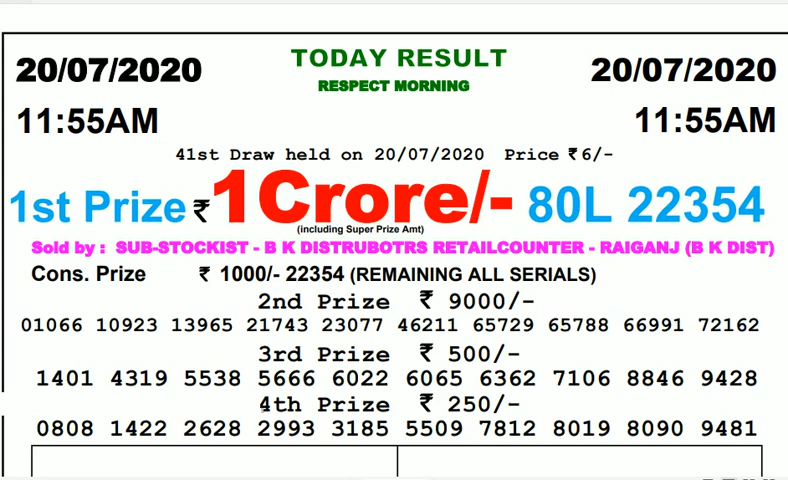 TODAY RESULT
20/07/2020 20/07/2020
RESPECT MORNING
11:55AM 11:55AM
41st Draw held on 20/07/2020 Price ₹6/-
1st Prize ₹1Crore/- 80L 22354
(including Super Prize Amt)
Sold by : SUB-STOCKIST - B K DISTRUBOTRS RETAILCOUNTER - RAIGANJ (B K DIST)
Cons. Prize ₹ 1000/- 22354 (REMAINING ALL SERIALS)
2nd Prize ₹ 9000/-
01066 10923 13965 21743 23077 46211 65729 65788 66991 72162
3rd Prize ₹ 500/-
1401 4319 5538 5666 6022 6065 6362 7106 8846 9428
4th Prize ₹ 250/-
0808 1422 2628 2993 3185 5509 7812 8019 8090 9481